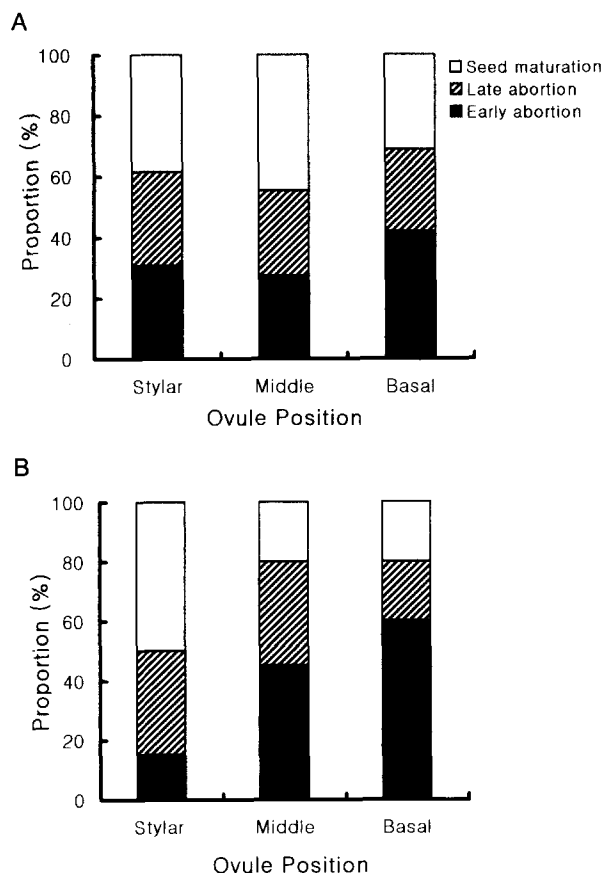 A
100
80
60
40
20
0
Proportion (%)
Seed maturation
Late abortion
Early abortion
Stylar Middle Basal
Ovule Position
B
100
80
60
40
20
0
Proportion (%)
Stylar Middle Basal
Ovule Position